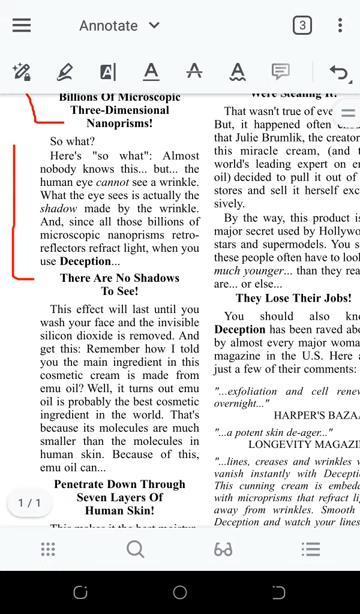 Annotate
3
Billions Of Microscopic
Three-Dimensional
Nanoprisms!
So what?
Here's "so what": Almost
nobody knows this... but... the
human eye cannot see a wrinkle.
What the eye sees is actually the
shadow made by the wrinkle.
And, since all those billions of
microscopic nanoprisms retro-
reflectors refract light, when you
use Deception...
There Are No Shadows
To See!
This effect will last until you
wash your face and the invisible
silicon dioxide is removed. And
get this: Remember how I told
you the main ingredient in this
cosmetic cream is made from
emu oil? Well, it turns out emu
oil is probably the best cosmetic
ingredient in the world. That's
because its molecules are much
smaller than the molecules in
human skin. Because of this,
emu oil can...
Penetrate Down Through
Seven Layers Of
Human Skin!
This makes it the best
Were Stealing It!
That wasn't true of eve
But, it happened often
that Julie Brumlik, the creator
this miracle cream, (and t
world's leading expert on em
oil) decided to pull it out of
stores and sell it herself exc
sively.
By the way, this product is
major secret used by Hollywo
stars and supermodels. You s
these people often have to loo
much younger... than they rea
are... or else...
They Lose Their Jobs!
You should also kn
Deception has been raved abo
by almost every major woma
magazine in the U.S. Here a
just a few of their comments:
"...exfoliation and cell renew
overnight..."
HARPER'S BAZA
"...a potent skin de-ager..."
LONGEVITY MAGAZI
"...lines, creases and wrinkles
vanish instantly with Decepti
This cunning cream is embed
with microprisms that refract li
away from wrinkles. Smooth
Deception and watch your lines
1 / 1